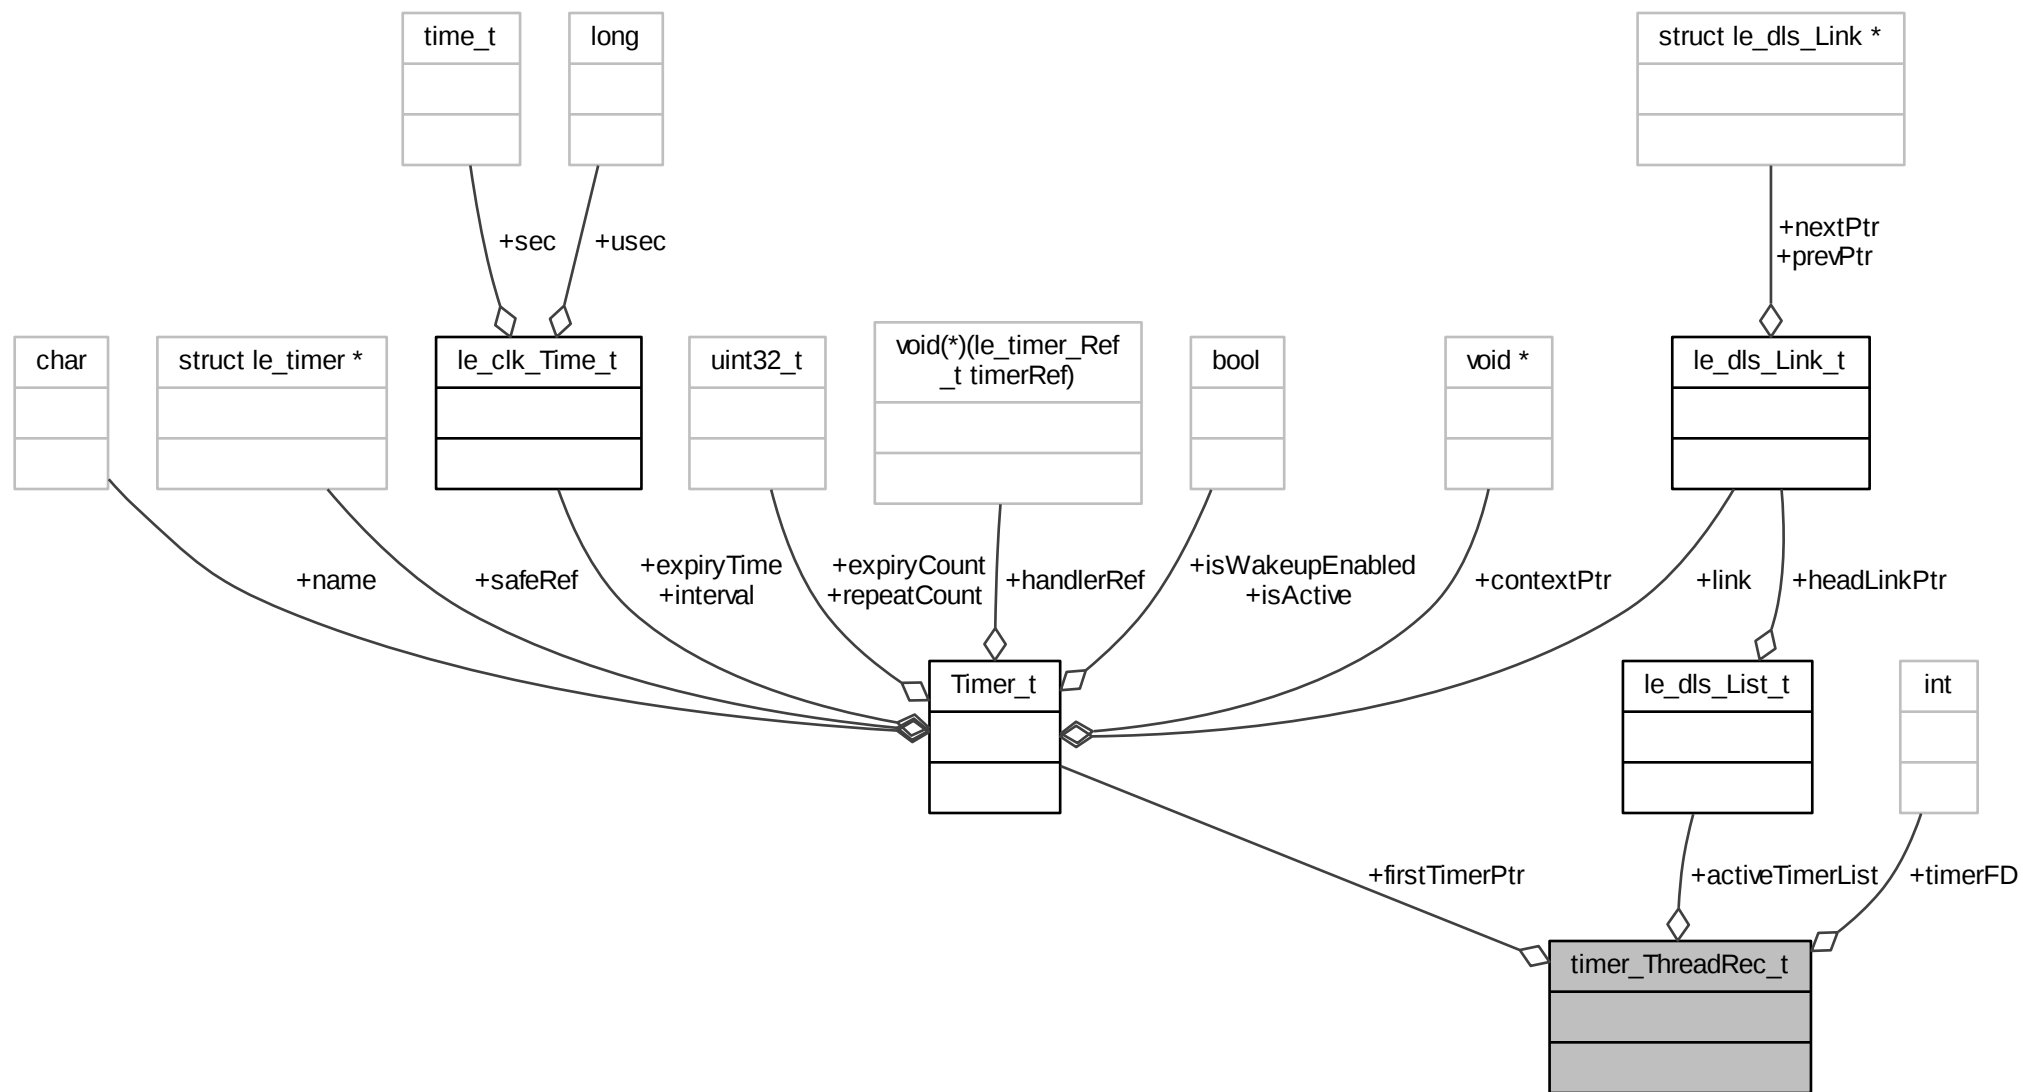 time_t
long
struct le_dls_Link *
+sec
+usec
+nextPtr
+prevPtr
char
struct le_timer *
le_clk_Time_t
uint32_t
void(*)(le_timer_Ref
_t timerRef)
bool
void *
le_dls_Link_t
+name
+safeRef
+expiryTime
+interval
+expiryCount
+repeatCount
+handlerRef
+isWakeupEnabled
+isActive
+contextPtr
+link
+headLinkPtr
Timer_t
le_dls_List_t
int
+firstTimerPtr
+activeTimerList
+timerFD
timer_ThreadRec_t